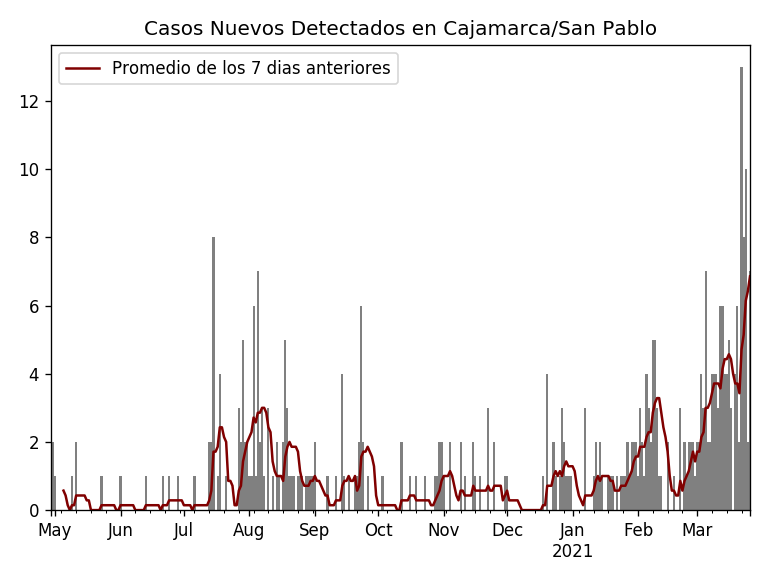 Casos Nuevos Detectados en Cajamarca/San Pablo
Promedio de los 7 dias anteriores
12
10
8
6
4
2
0
May Jun Jul Aug Sep Oct Nov Dec Jan Feb Mar
2021